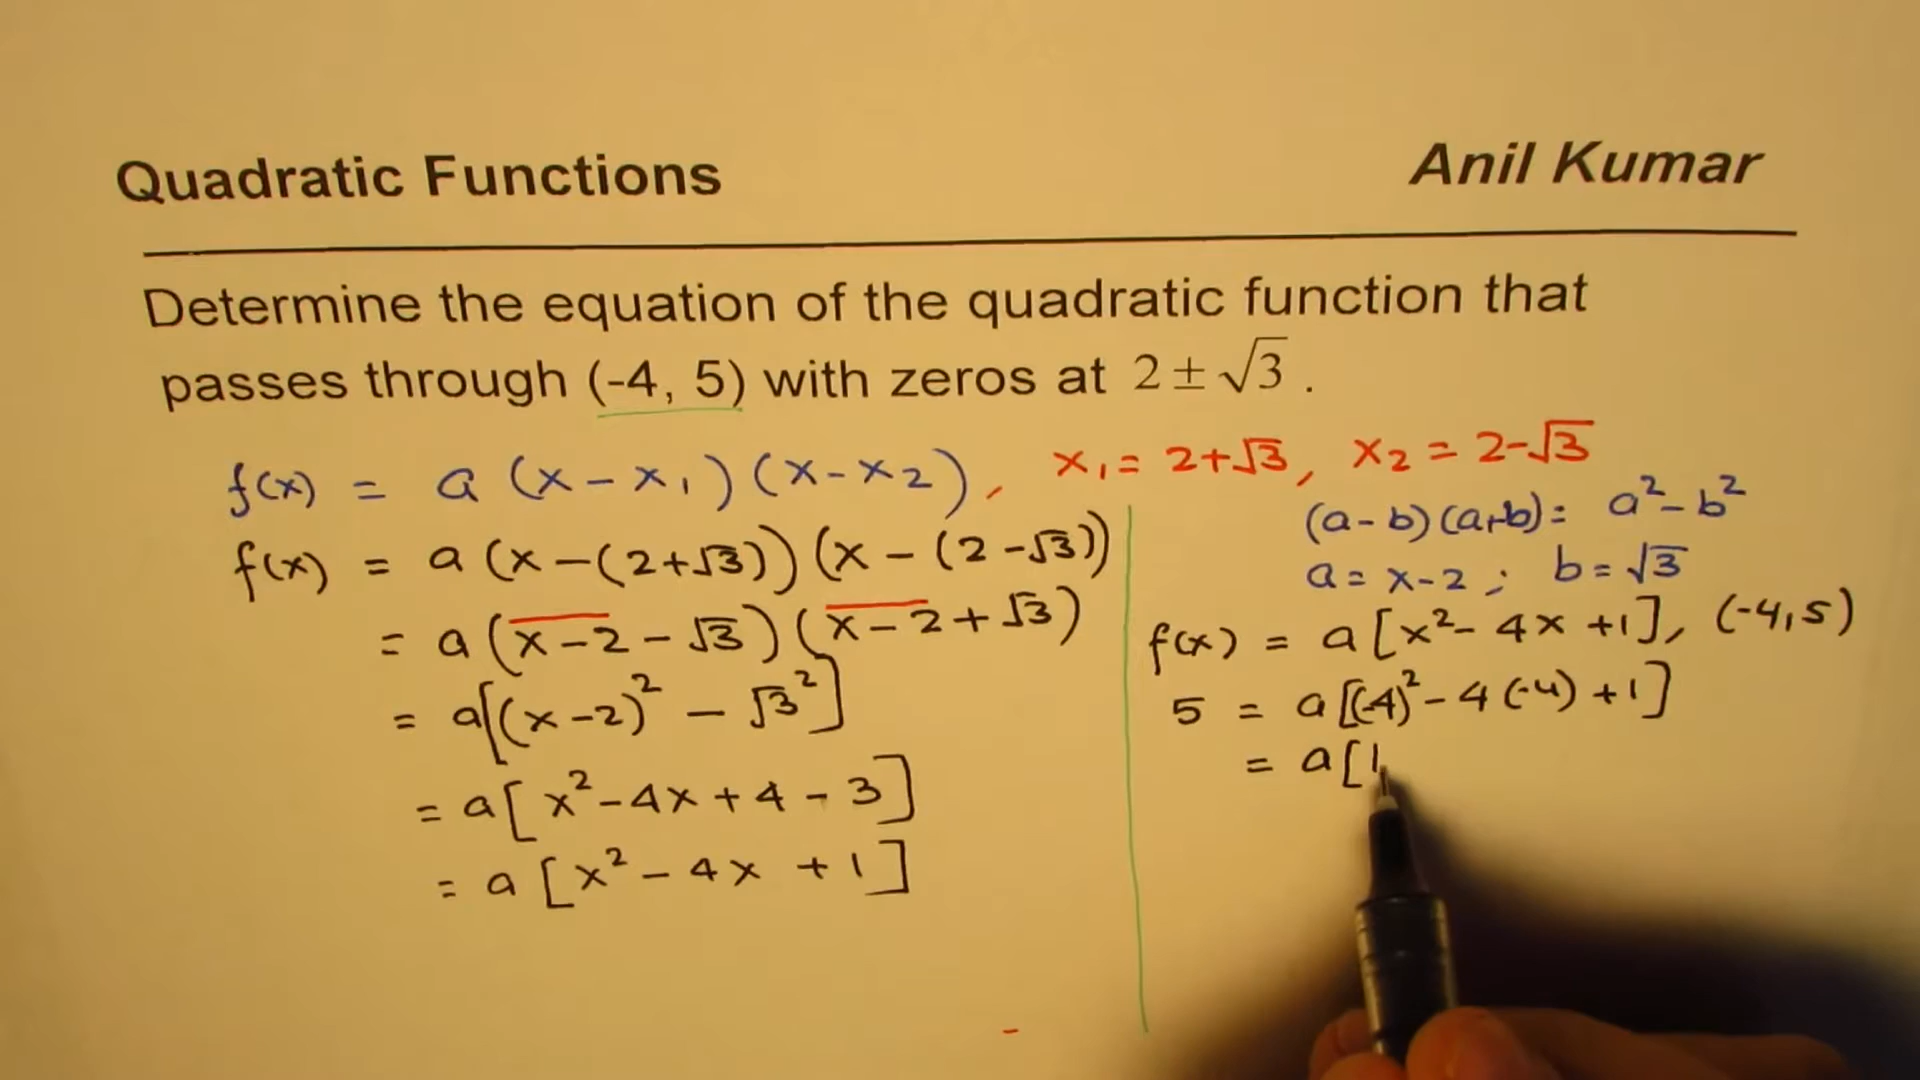 Quadratic Functions
Anil Kumar
Determine the equation of the quadratic function that
passes through (-4, 5) with zeros at 2 ± √3 .
f(x) = a (x - x₁) (x - x₂), x₁ = 2+√3, x₂ = 2-√3
f(x) = a (x - (2+√3)) (x - (2 -√3))
= a (x-2 - √3) (x-2 + √3)
= a[(x-2)² - √3²]
= a[x² - 4x + 4 - 3]
= a [x² - 4x + 1]
(a-b)(a+b) = a² - b²
a = x-2 ; b = √3
f(x) = a[x² - 4x +1], (-4,5)
5 = a[(-4)² - 4(-4) + 1]
= a[1